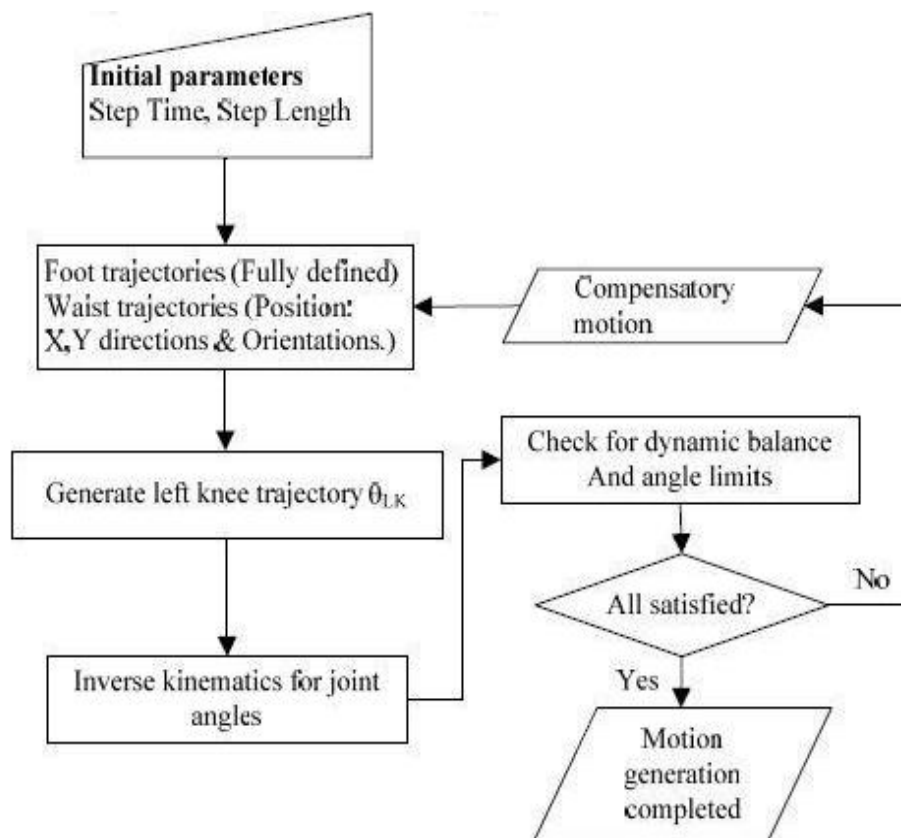 Initial parameters
Step Time, Step Length
Foot trajectories (Fully defined)
Waist trajectories (Position:
X,Y directions & Orientations.)
Compensatory
motion
Generate left knee trajectory θLK
Check for dynamic balance
And angle limits
Inverse kinematics for joint
angles
All satisfied?
No
Yes
Motion
generation
completed